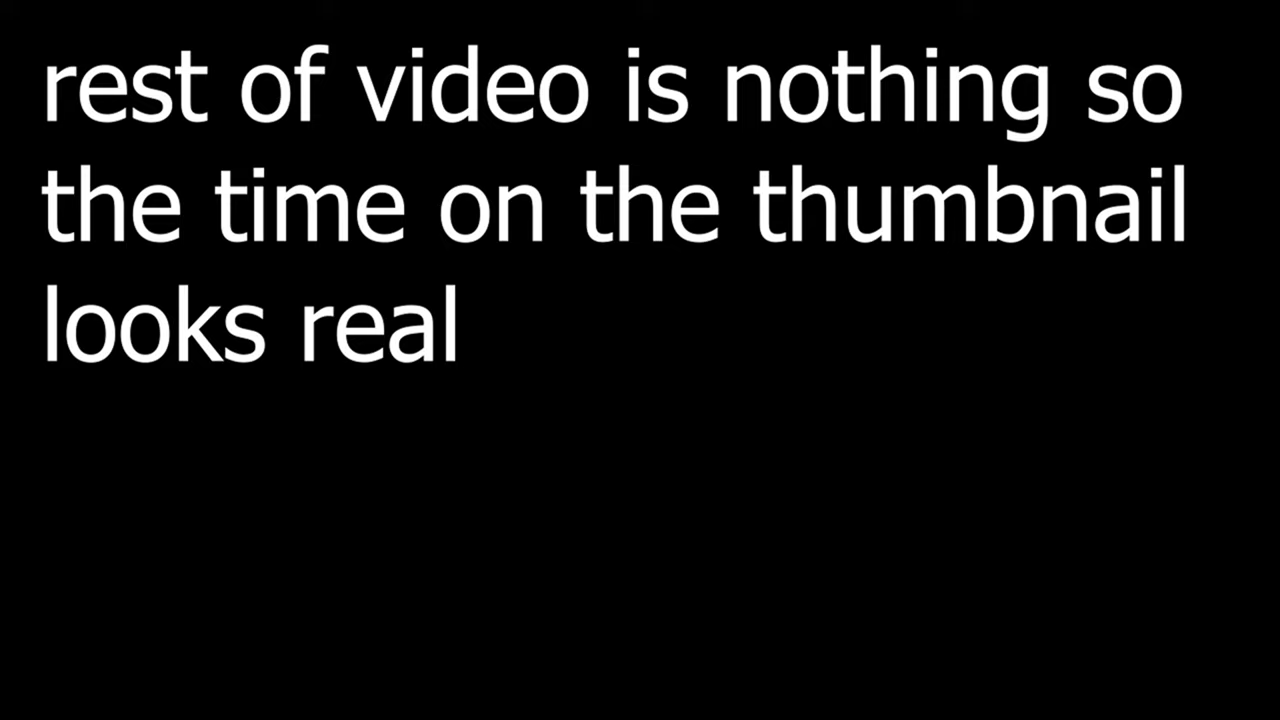 rest of video is nothing so
the time on the thumbnail
looks real